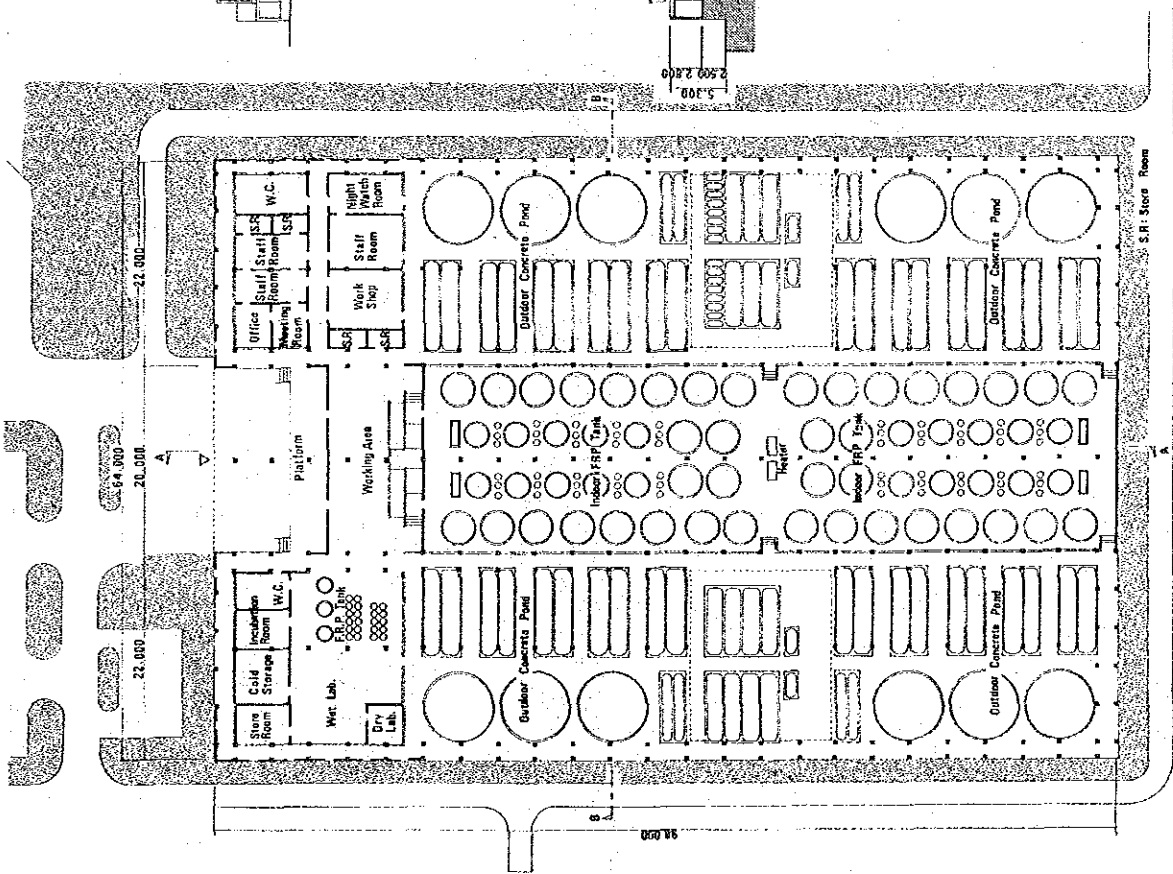 2.500 2.800
5.300
B
S.R: Store Room
W.C.
Night Watch Room
S.R
S.R
Staff Room
Staff Room
Staff Room
Office
Meeting Room
Work Shop
S.R
S.R
22.000
64.000
20.000
22.000
A
Platform
Working Area
Outdoor Concrete Pond
Outdoor Concrete Pond
Indoor FRP Tank
Heater
Indoor FRP Tank
A
W.C.
Incubation Room
Cold Storage
Store Room
F.R.P Tank
Wet. Lab.
Dry Lab.
Outdoor Concrete Pond
Outdoor Concrete Pond
B
98.000